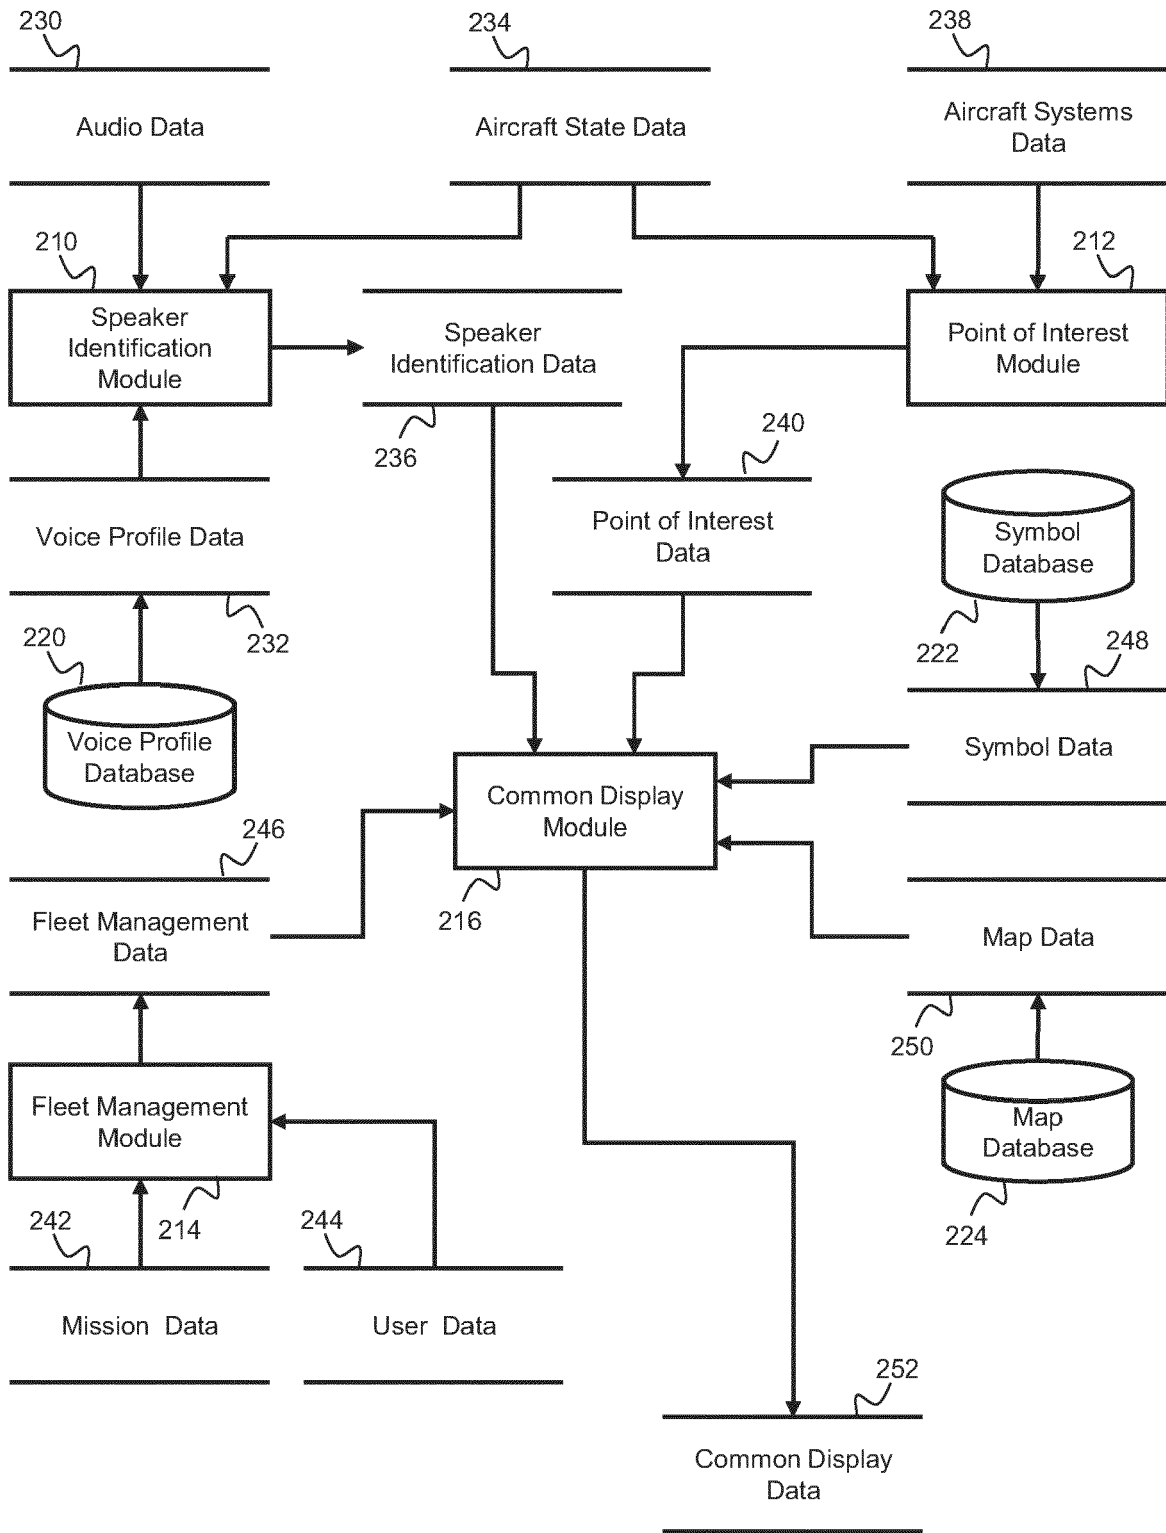 230
234
238
Audio Data
Aircraft State Data
Aircraft Systems
Data
210
212
Speaker
Identification
Module
Speaker
Identification Data
Point of Interest
Module
236
240
Voice Profile Data
Point of Interest
Data
Symbol
Database
232
220
222
248
Voice Profile
Database
Symbol Data
Common Display
Module
246
216
Fleet Management
Data
Map Data
250
Fleet Management
Module
Map
Database
214
224
242
244
Mission  Data
User  Data
252
Common Display
Data